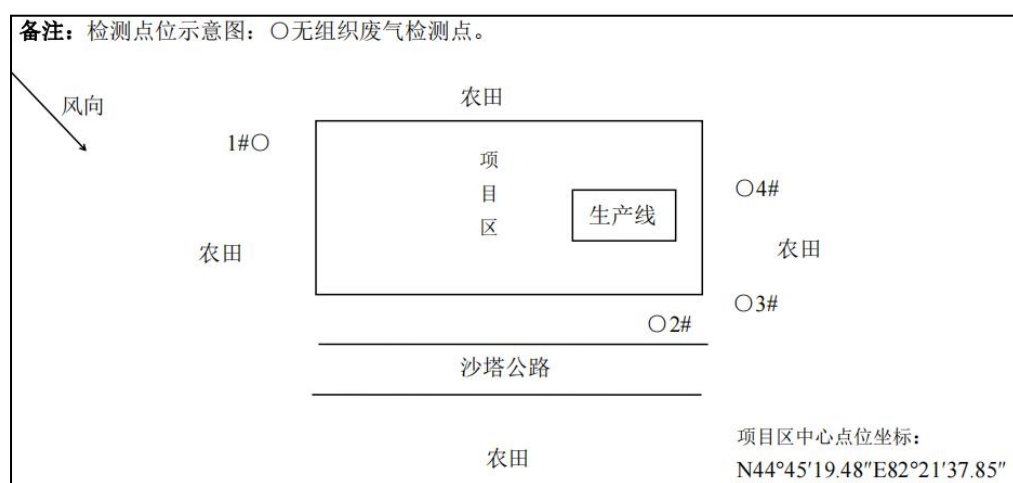 备注：检测点位示意图：○无组织废气检测点。
风向
农田
1#○
项
目
区
生产线
○4#
农田
农田
○3#
○2#
沙塔公路
农田
项目区中心点位坐标：
N44°45′19.48″E82°21′37.85″